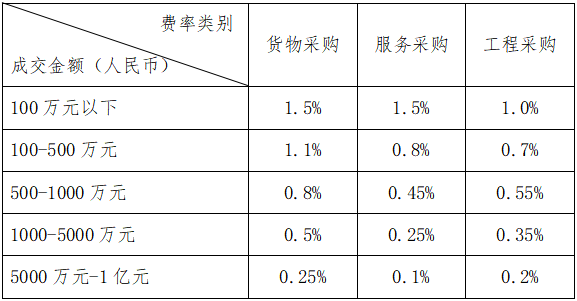 费率类别
成交金额（人民币） 货物采购 服务采购 工程采购
100 万元以下 1.5% 1.5% 1.0%
100-500 万元 1.1% 0.8% 0.7%
500-1000 万元 0.8% 0.45% 0.55%
1000-5000 万元 0.5% 0.25% 0.35%
5000 万元-1 亿元 0.25% 0.1% 0.2%